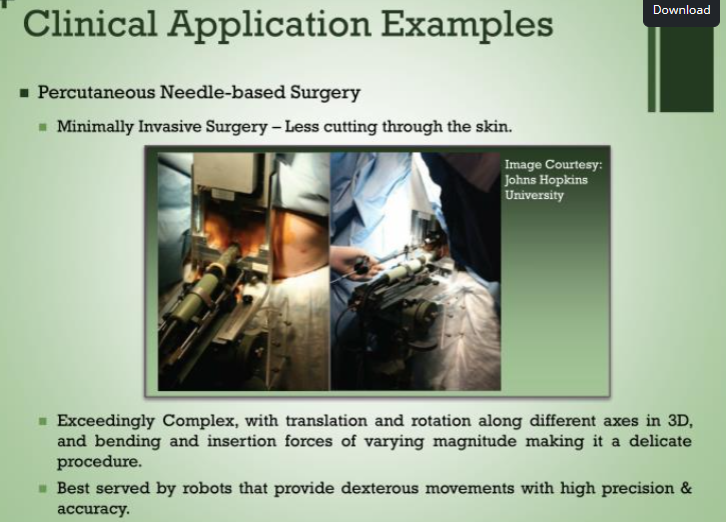 Download
Clinical Application Examples
Percutaneous Needle-based Surgery
Minimally Invasive Surgery – Less cutting through the skin.
Image Courtesy:
Johns Hopkins
University
Exceedingly Complex, with translation and rotation along different axes in 3D,
and bending and insertion forces of varying magnitude making it a delicate
procedure.
Best served by robots that provide dexterous movements with high precision &
accuracy.